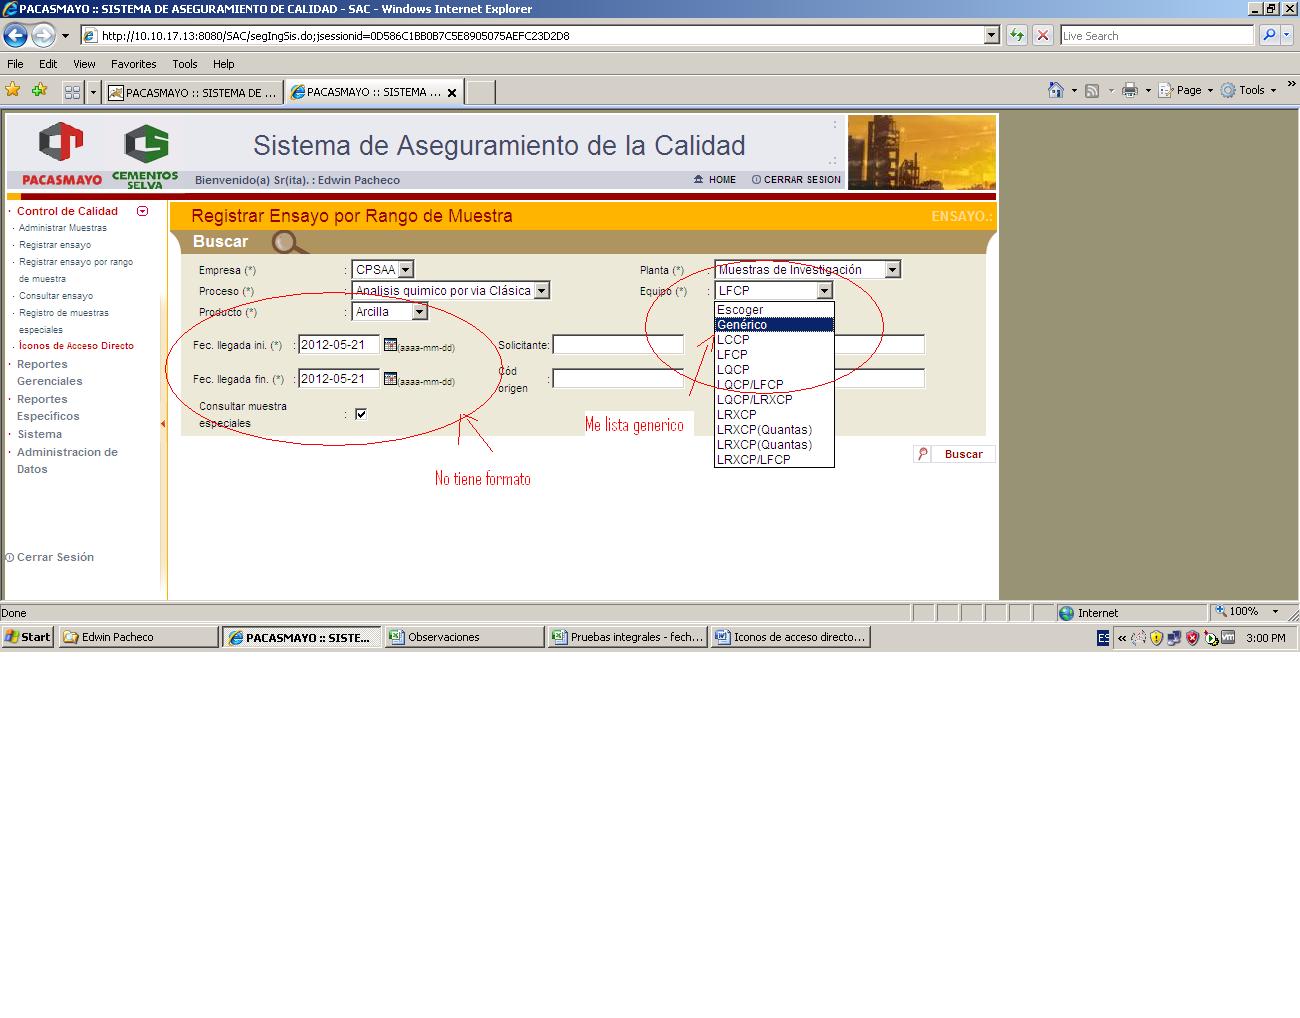 PACASMAYO :: SISTEMA DE ASEGURAMIENTO DE CALIDAD - SAC - Windows Internet Explorer
http://10.10.17.13:8080/SAC/segIngSis.do;jsessionid=0D586C1BB0B7C5E8905075AEFC23D2D8
Live Search
File Edit View Favorites Tools Help
PACASMAYO :: SISTEMA DE ...
PACASMAYO :: SISTEMA ...
Page Tools
PACASMAYO
CEMENTOS SELVA
Sistema de Aseguramiento de la Calidad
Bienvenido(a) Sr(ita). : Edwin Pacheco
HOME
CERRAR SESION
Control de Calidad
Administrar Muestras
Registrar ensayo
Registrar ensayo por rango
de muestra
Consultar ensayo
Registro de muestras
especiales
Íconos de Acceso Directo
Reportes
Gerenciales
Reportes
Específicos
Sistema
Administracion de
Datos
Cerrar Sesión
Registrar Ensayo por Rango de Muestra
ENSAYO.:
Buscar
Empresa (*) : CPSAA
Planta (*) : Muestras de Investigación
Proceso (*) : Analisis quimico por via Clásica
Equipo (*) : LFCP
Producto (*) : Arcilla
Escoger
Genérico
LCCP
LFCP
LQCP
LQCP/LFCP
LQCP/LRXCP
LRXCP
LRXCP(Quantas)
LRXCP(Quantas)
LRXCP/LFCP
Fec. llegada ini. (*) : 2012-05-21 (aaaa-mm-dd)
Solicitante:
Fec. llegada fin. (*) : 2012-05-21 (aaaa-mm-dd)
Cód
origen :
Consultar muestra
especiales :
Me lista generico
No tiene formato
Buscar
Done
Internet
100%
Start
Edwin Pacheco
PACASMAYO :: SISTE...
Observaciones
Pruebas integrales - fech...
Iconos de acceso directo...
ES
3:00 PM